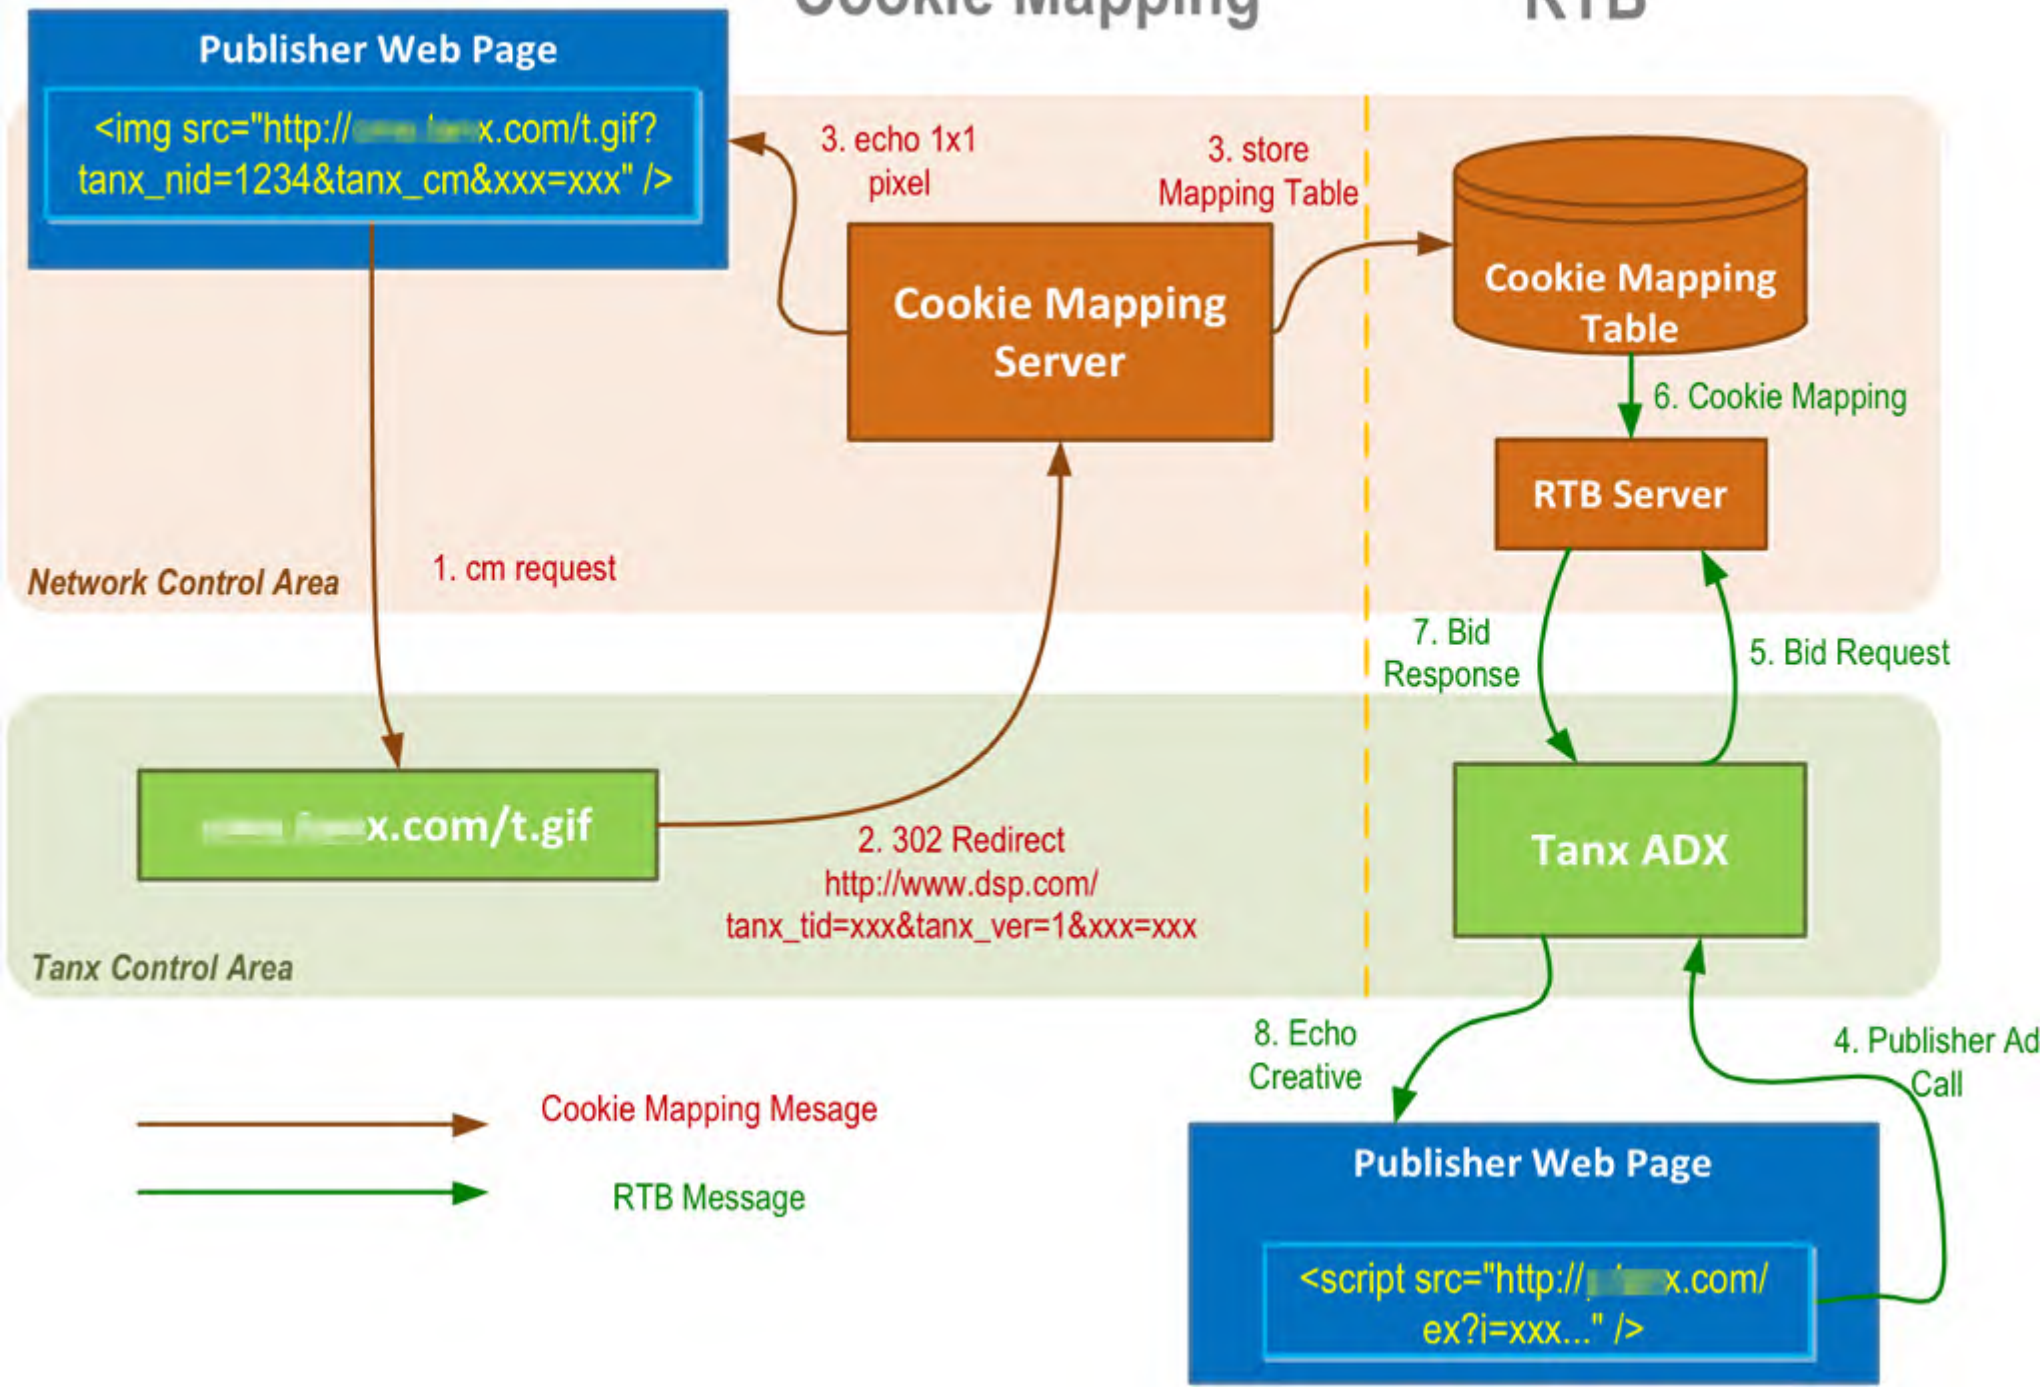 Cookie Mapping
RTB
Publisher Web Page
<img src="http://x.com/t.gif?
tanx_nid=1234&tanx_cm&xxx=xxx" />
3. echo 1x1
pixel
3. store
Mapping Table
Cookie Mapping
Server
Cookie Mapping
Table
6. Cookie Mapping
RTB Server
1. cm request
Network Control Area
7. Bid
Response
5. Bid Request
x.com/t.gif
2. 302 Redirect
http://www.dsp.com/
tanx_tid=xxx&tanx_ver=1&xxx=xxx
Tanx ADX
Tanx Control Area
8. Echo
Creative
4. Publisher Ad
Call
Cookie Mapping Mesage
RTB Message
Publisher Web Page
<script src="http://x.com/
ex?i=xxx..." />